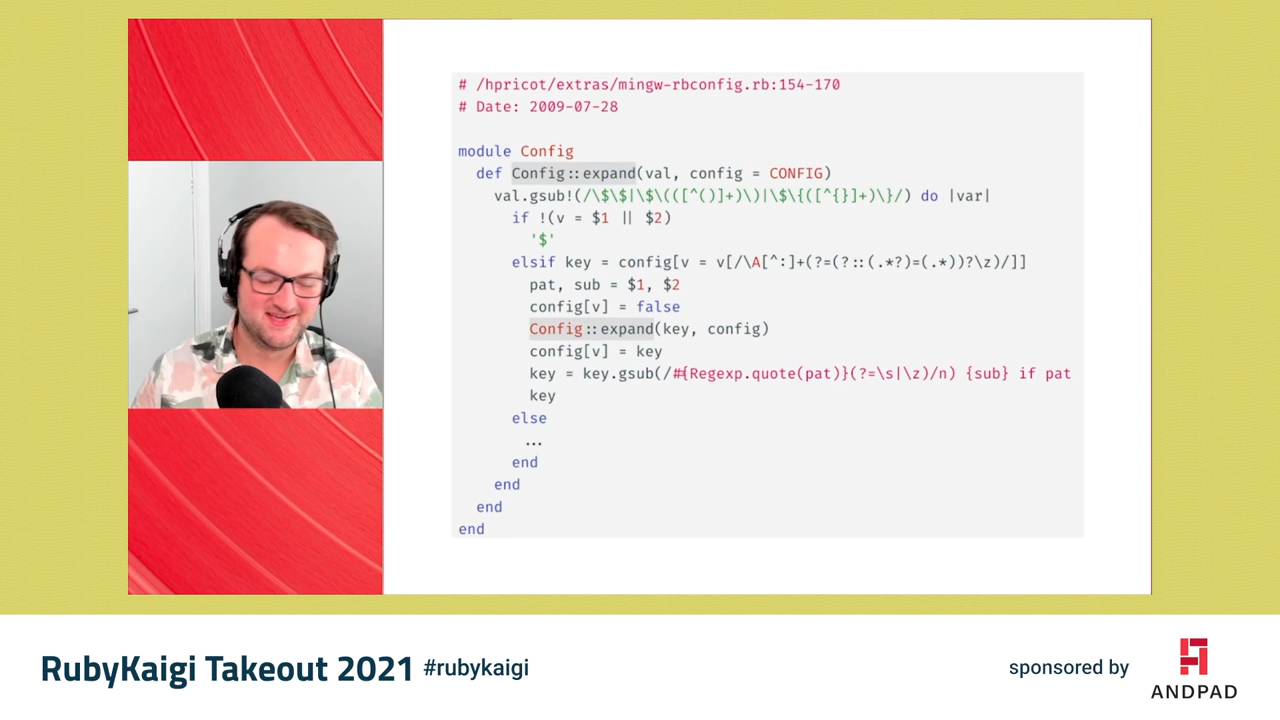 # /hpricot/extras/mingw-rbconfig.rb:154-170
# Date: 2009-07-28
module Config
def Config::expand(val, config = CONFIG)
val.gsub!(/\$\$|\$\(([^()]+)\)|\$\{([^{}]+)\}/) do |var|
if !(v = $1 || $2)
'$'
elsif key = config[v = v[/\A[^:]+(?=(?::(.*?)=(.*))?\z)/]]
pat, sub = $1, $2
config[v] = false
Config::expand(key, config)
config[v] = key
key = key.gsub(/#{Regexp.quote(pat)}(?=\s|\z)/n) {sub} if pat
key
else
...
end
end
end
end
RubyKaigi Takeout 2021 #rubykaigi
sponsored by
ANDPAD